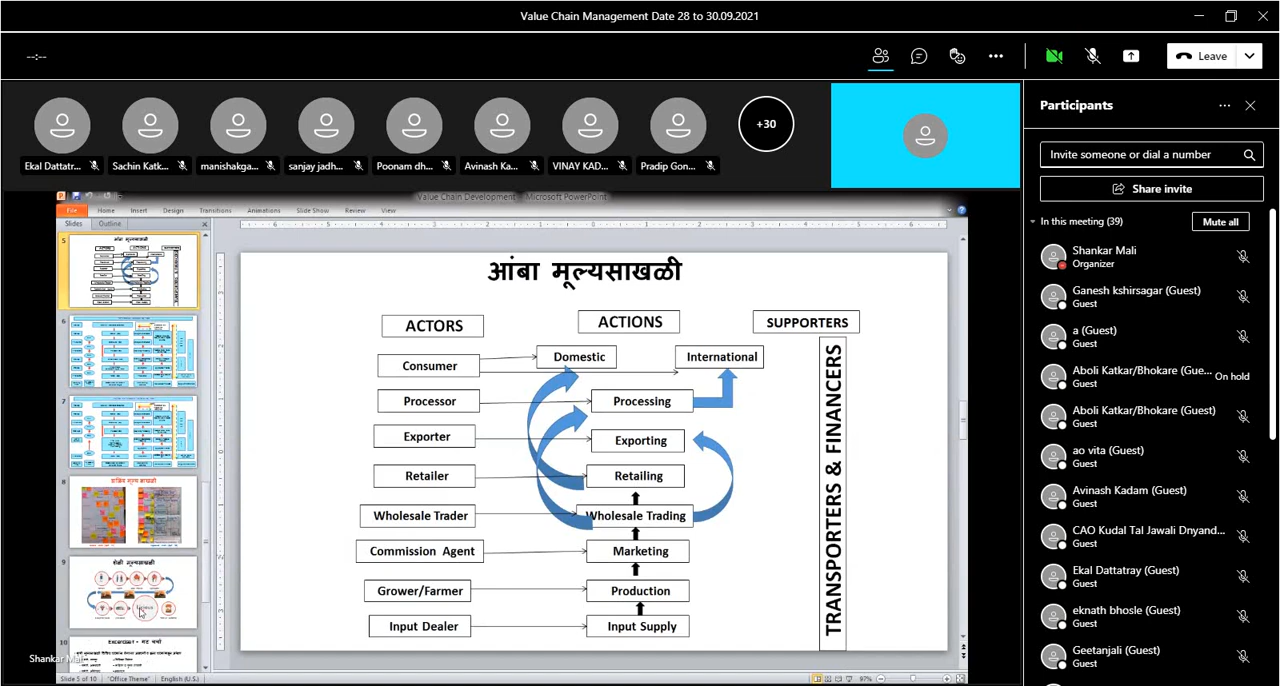 Value Chain Management Date 28 to 30.09.2021
--:--
Leave
Ekal Dattatr...
Sachin Katk...
manishakga...
sanjay jadh...
Poonam dh...
Avinash Ka...
VINAY KAD...
Pradip Gon...
+30
Participants
Invite someone or dial a number
Share invite
In this meeting (39)
Mute all
Shankar Mali
Organizer
Ganesh kshirsagar (Guest)
Guest
a (Guest)
Guest
Aboli Katkar/Bhokare (Gue... On hold
Guest
Aboli Katkar/Bhokare (Guest)
Guest
ao vita (Guest)
Guest
Avinash Kadam (Guest)
Guest
CAO Kudal Tal Jawali Dnyand...
Guest
Ekal Dattatray (Guest)
Guest
eknath bhosle (Guest)
Guest
Geetanjali (Guest)
Guest
Value Chain Development - Microsoft PowerPoint
File Home Insert Design Transitions Animations Slide Show Review View
Slides Outline
5
6
7
8
9
10
आंबा मूल्यसाखळी
ACTORS ACTIONS SUPPORTERS
Consumer Domestic International
Processor Processing
Exporter Exporting
Retailer Retailing
Wholesale Trader Wholesale Trading
Commission Agent Marketing
Grower/Farmer Production
Input Dealer Input Supply
TRANSPORTERS & FINANCERS
Shankar Mali
Slide 5 of 10 "Office Theme" English (U.S.) 97%